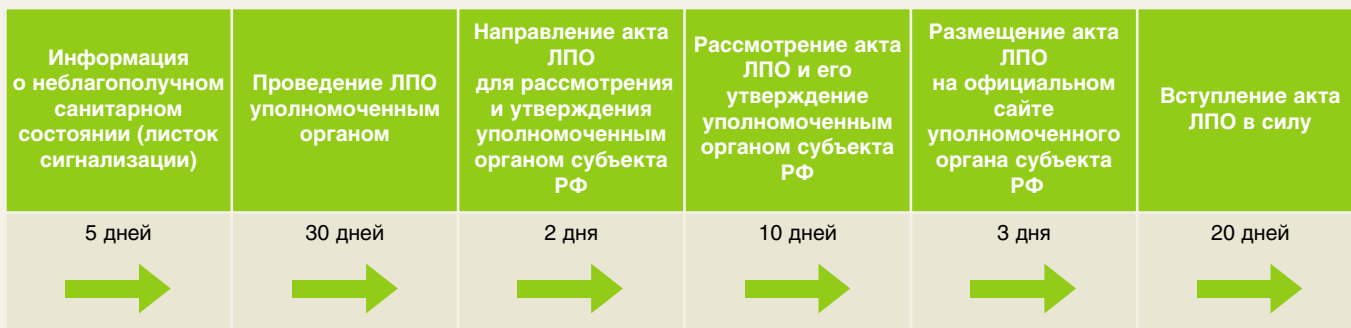 Информация
о неблагополучном
санитарном
состоянии (листок
сигнализации)
Проведение ЛПО
уполномоченным
органом
Направление акта
ЛПО
для рассмотрения
и утверждения
уполномоченным
органом субъекта
РФ
Рассмотрение акта
ЛПО и его
утверждение
уполномоченным
органом субъекта
РФ
Размещение акта
ЛПО
на официальном
сайте
уполномоченного
органа субъекта
РФ
Вступление акта
ЛПО в силу
5 дней
30 дней
2 дня
10 дней
3 дня
20 дней